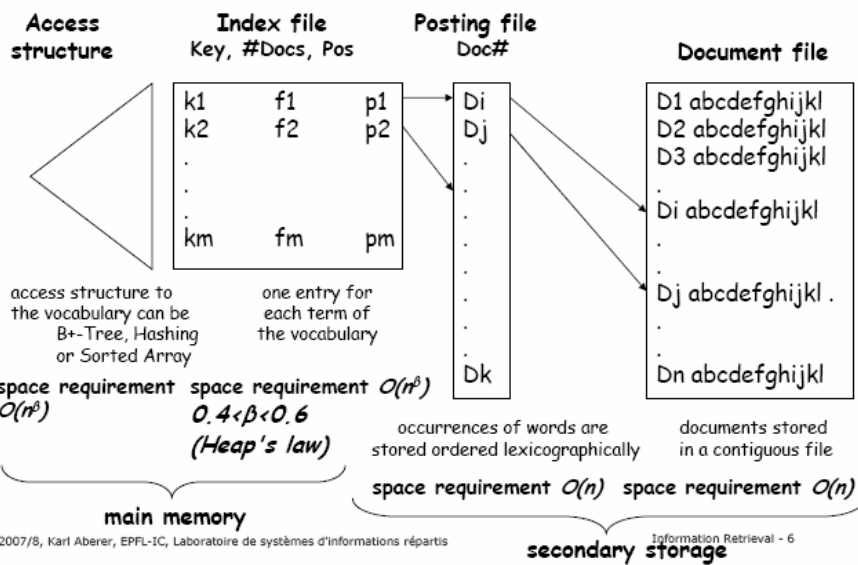 Access
structure
Index file
Key, #Docs, Pos
Posting file
Doc#
Document file
k1 f1 p1
k2 f2 p2
.
.
.
km fm pm
Di
Dj
.
.
.
.
.
.
.
.
Dk
D1 abcdefghijkl
D2 abcdefghijkl
D3 abcdefghijkl
.
Di abcdefghijkl
.
.
Dj abcdefghijkl .
.
.
Dn abcdefghijkl
access structure to
the vocabulary can be
B+-Tree, Hashing
or Sorted Array
one entry for
each term of
the vocabulary
space requirement
O(nβ)
space requirement O(nβ)
0.4<β<0.6
(Heap's law)
occurrences of words are
stored ordered lexicographically
documents stored
in a contiguous file
space requirement O(n)
space requirement O(n)
main memory
2007/8, Karl Aberer, EPFL-IC, Laboratoire de systèmes d'informations répartis
Information Retrieval - 6
secondary storage